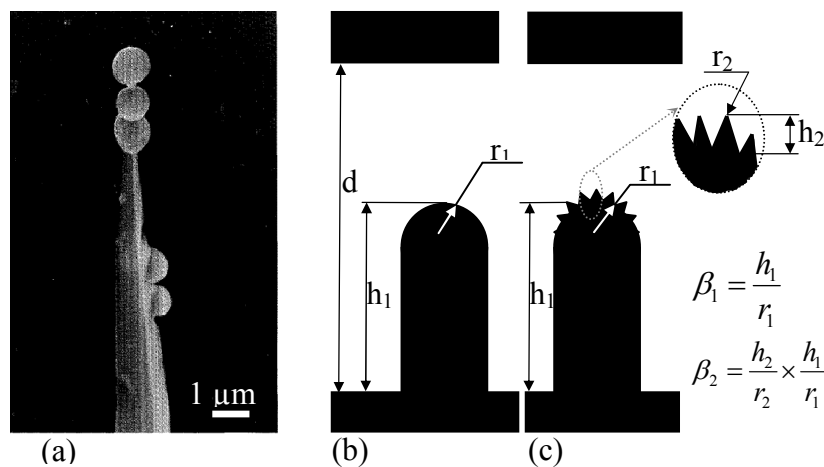 r₂
h₂
r₁
r₁
d
h₁
h₁
β₁ = h₁/r₁
β₂ = h₂/r₂ × h₁/r₁
1 µm
(a)
(b)
(c)